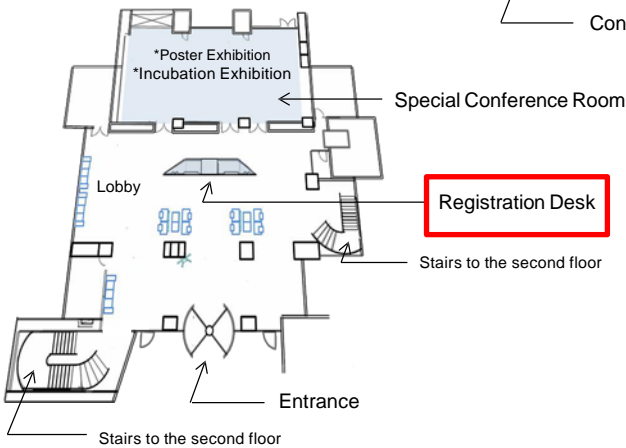 Con
*Poster Exhibition
*Incubation Exhibition
Special Conference Room
Lobby
Registration Desk
Stairs to the second floor
Entrance
Stairs to the second floor